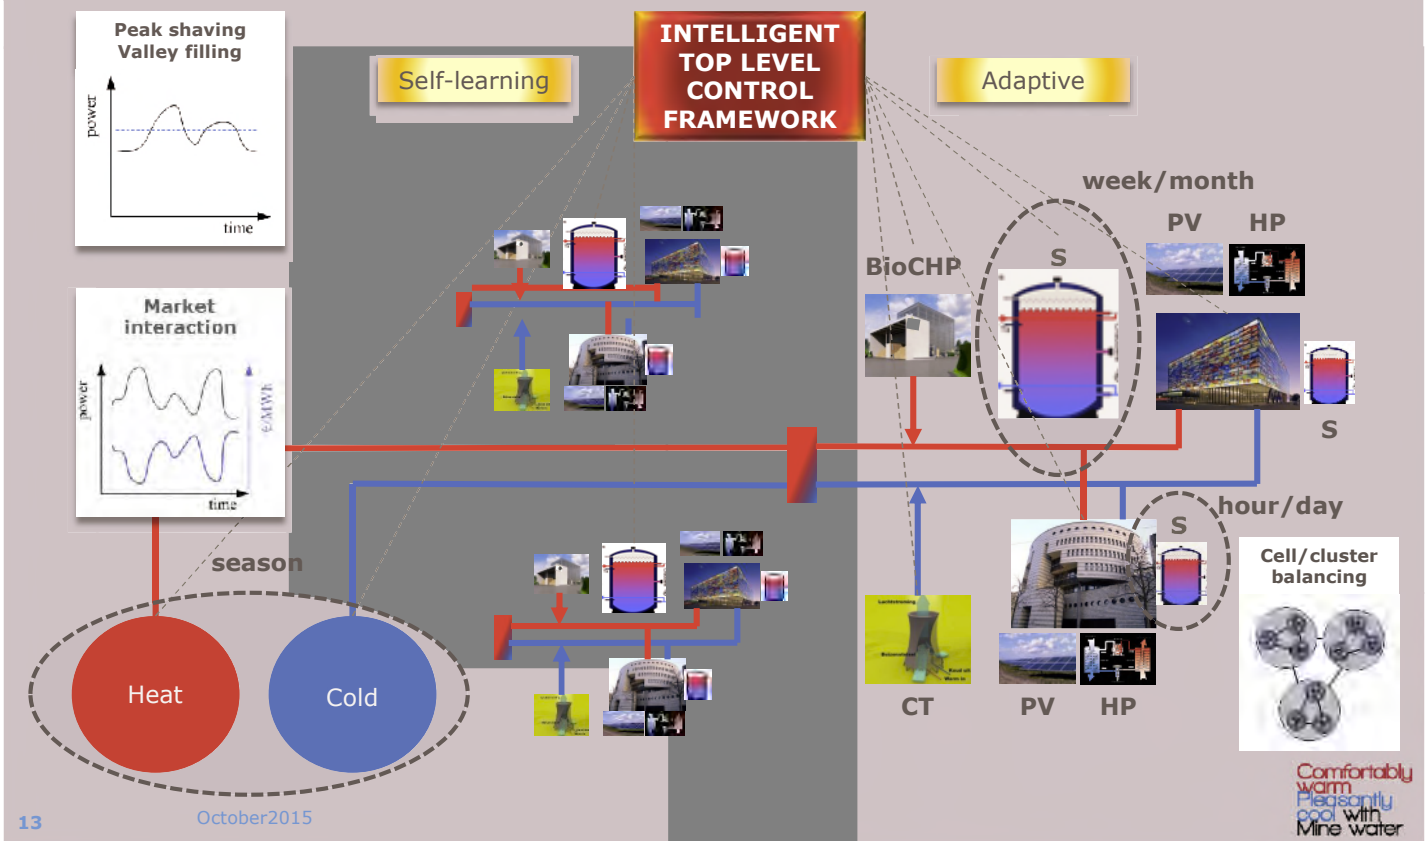 Peak shaving
Valley filling
power
time
Self-learning
INTELLIGENT
TOP LEVEL
CONTROL
FRAMEWORK
Adaptive
week/month
PV
HP
BioCHP
S
Market
interaction
power
€/MWh
time
S
season
hour/day
S
Cell/cluster
balancing
Heat
Cold
CT
PV
HP
Comfortably
warm
Pleasantly
cool with
Mine water
13
October2015